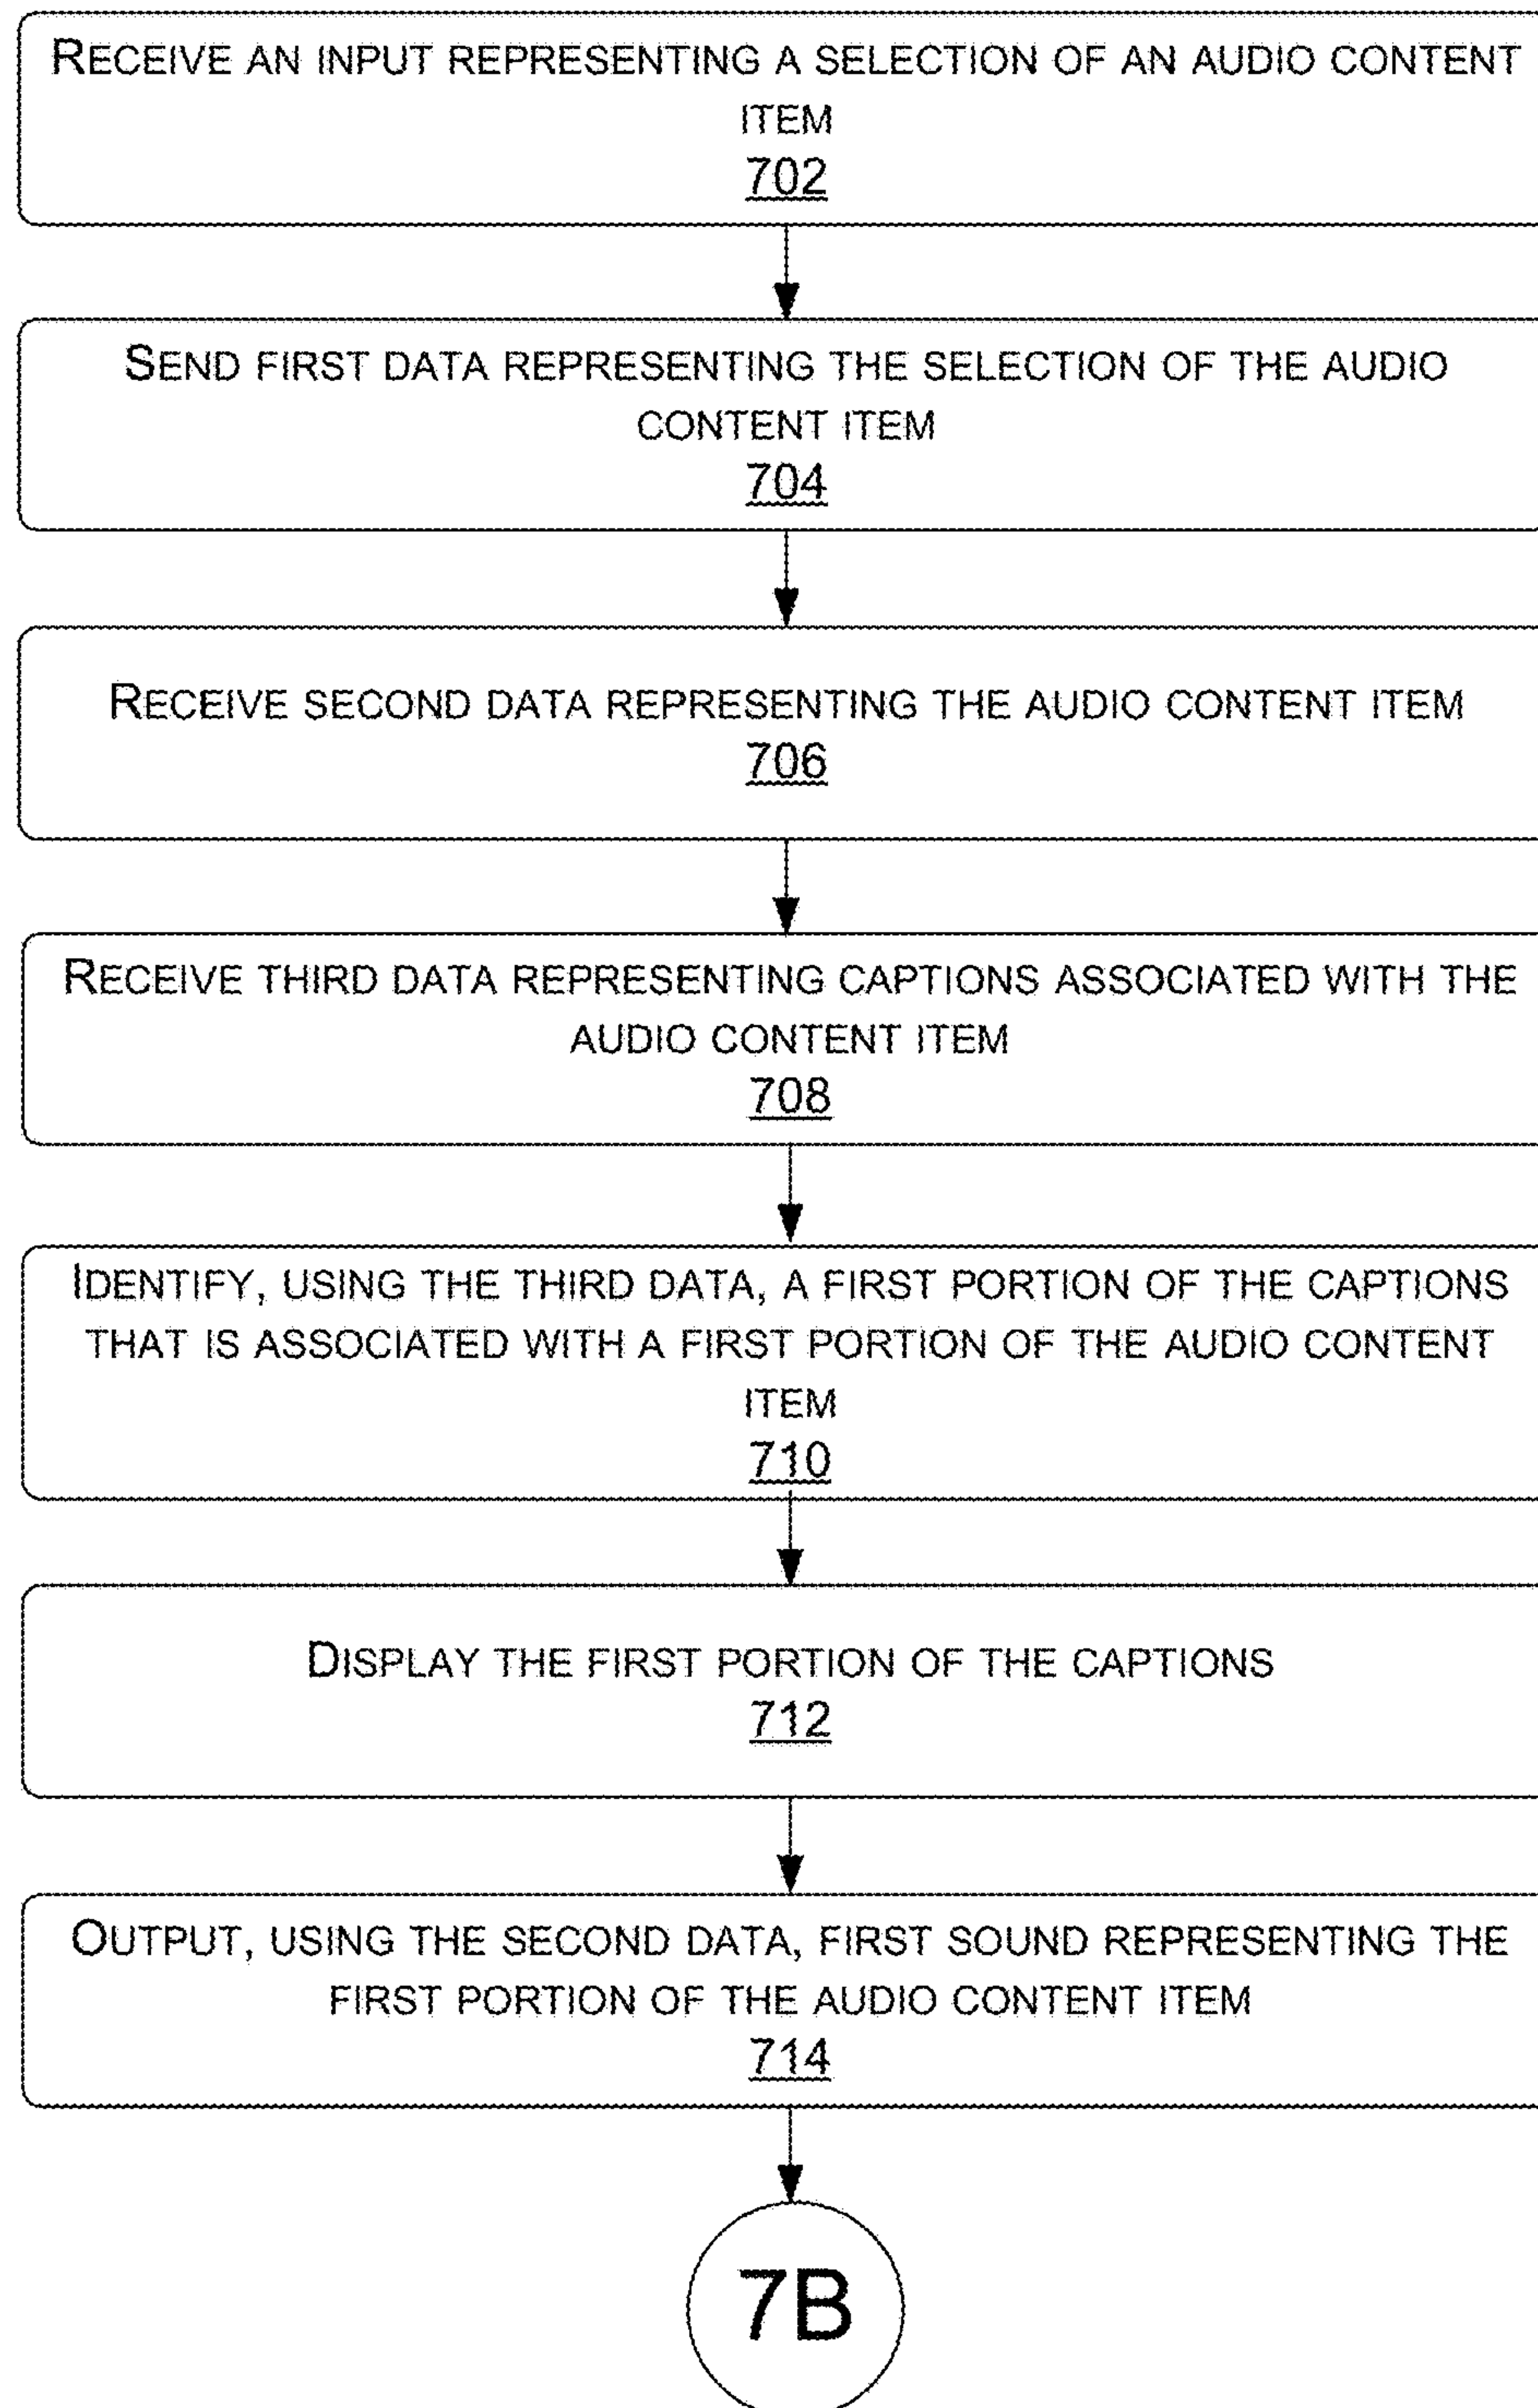 RECEIVE AN INPUT REPRESENTING A SELECTION OF AN AUDIO CONTENT
ITEM
702
SEND FIRST DATA REPRESENTING THE SELECTION OF THE AUDIO
CONTENT ITEM
704
RECEIVE SECOND DATA REPRESENTING THE AUDIO CONTENT ITEM
706
RECEIVE THIRD DATA REPRESENTING CAPTIONS ASSOCIATED WITH THE
AUDIO CONTENT ITEM
708
IDENTIFY, USING THE THIRD DATA, A FIRST PORTION OF THE CAPTIONS
THAT IS ASSOCIATED WITH A FIRST PORTION OF THE AUDIO CONTENT
ITEM
710
DISPLAY THE FIRST PORTION OF THE CAPTIONS
712
OUTPUT, USING THE SECOND DATA, FIRST SOUND REPRESENTING THE
FIRST PORTION OF THE AUDIO CONTENT ITEM
714
7B